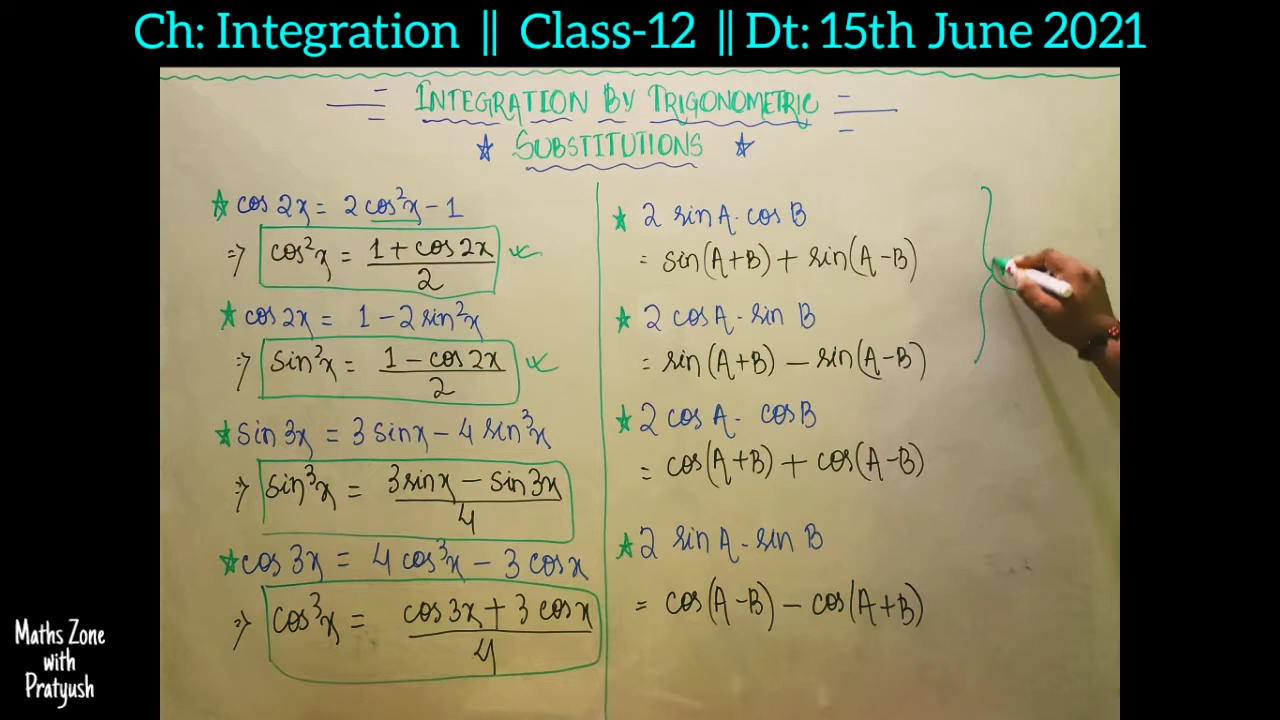 Ch: Integration || Class-12 || Dt: 15th June 2021
INTEGRATION BY TRIGONOMETRIC
SUBSTITUTIONS
★ cos 2x = 2 cos²x - 1
⇒ cos²x = (1 + cos 2x)/2
★ cos 2x = 1 - 2 sin²x
⇒ sin²x = (1 - cos 2x)/2
★ sin 3x = 3 sin x - 4 sin³x
⇒ sin³x = (3 sin x - sin 3x)/4
★ cos 3x = 4 cos³x - 3 cos x
⇒ cos³x = (cos 3x + 3 cos x)/4
★ 2 sin A · cos B
= sin(A+B) + sin(A-B)
★ 2 cos A · sin B
= sin(A+B) - sin(A-B)
★ 2 cos A · cos B
= cos(A+B) + cos(A-B)
★ 2 sin A · sin B
= cos(A-B) - cos(A+B)
Maths Zone
with
Pratyush